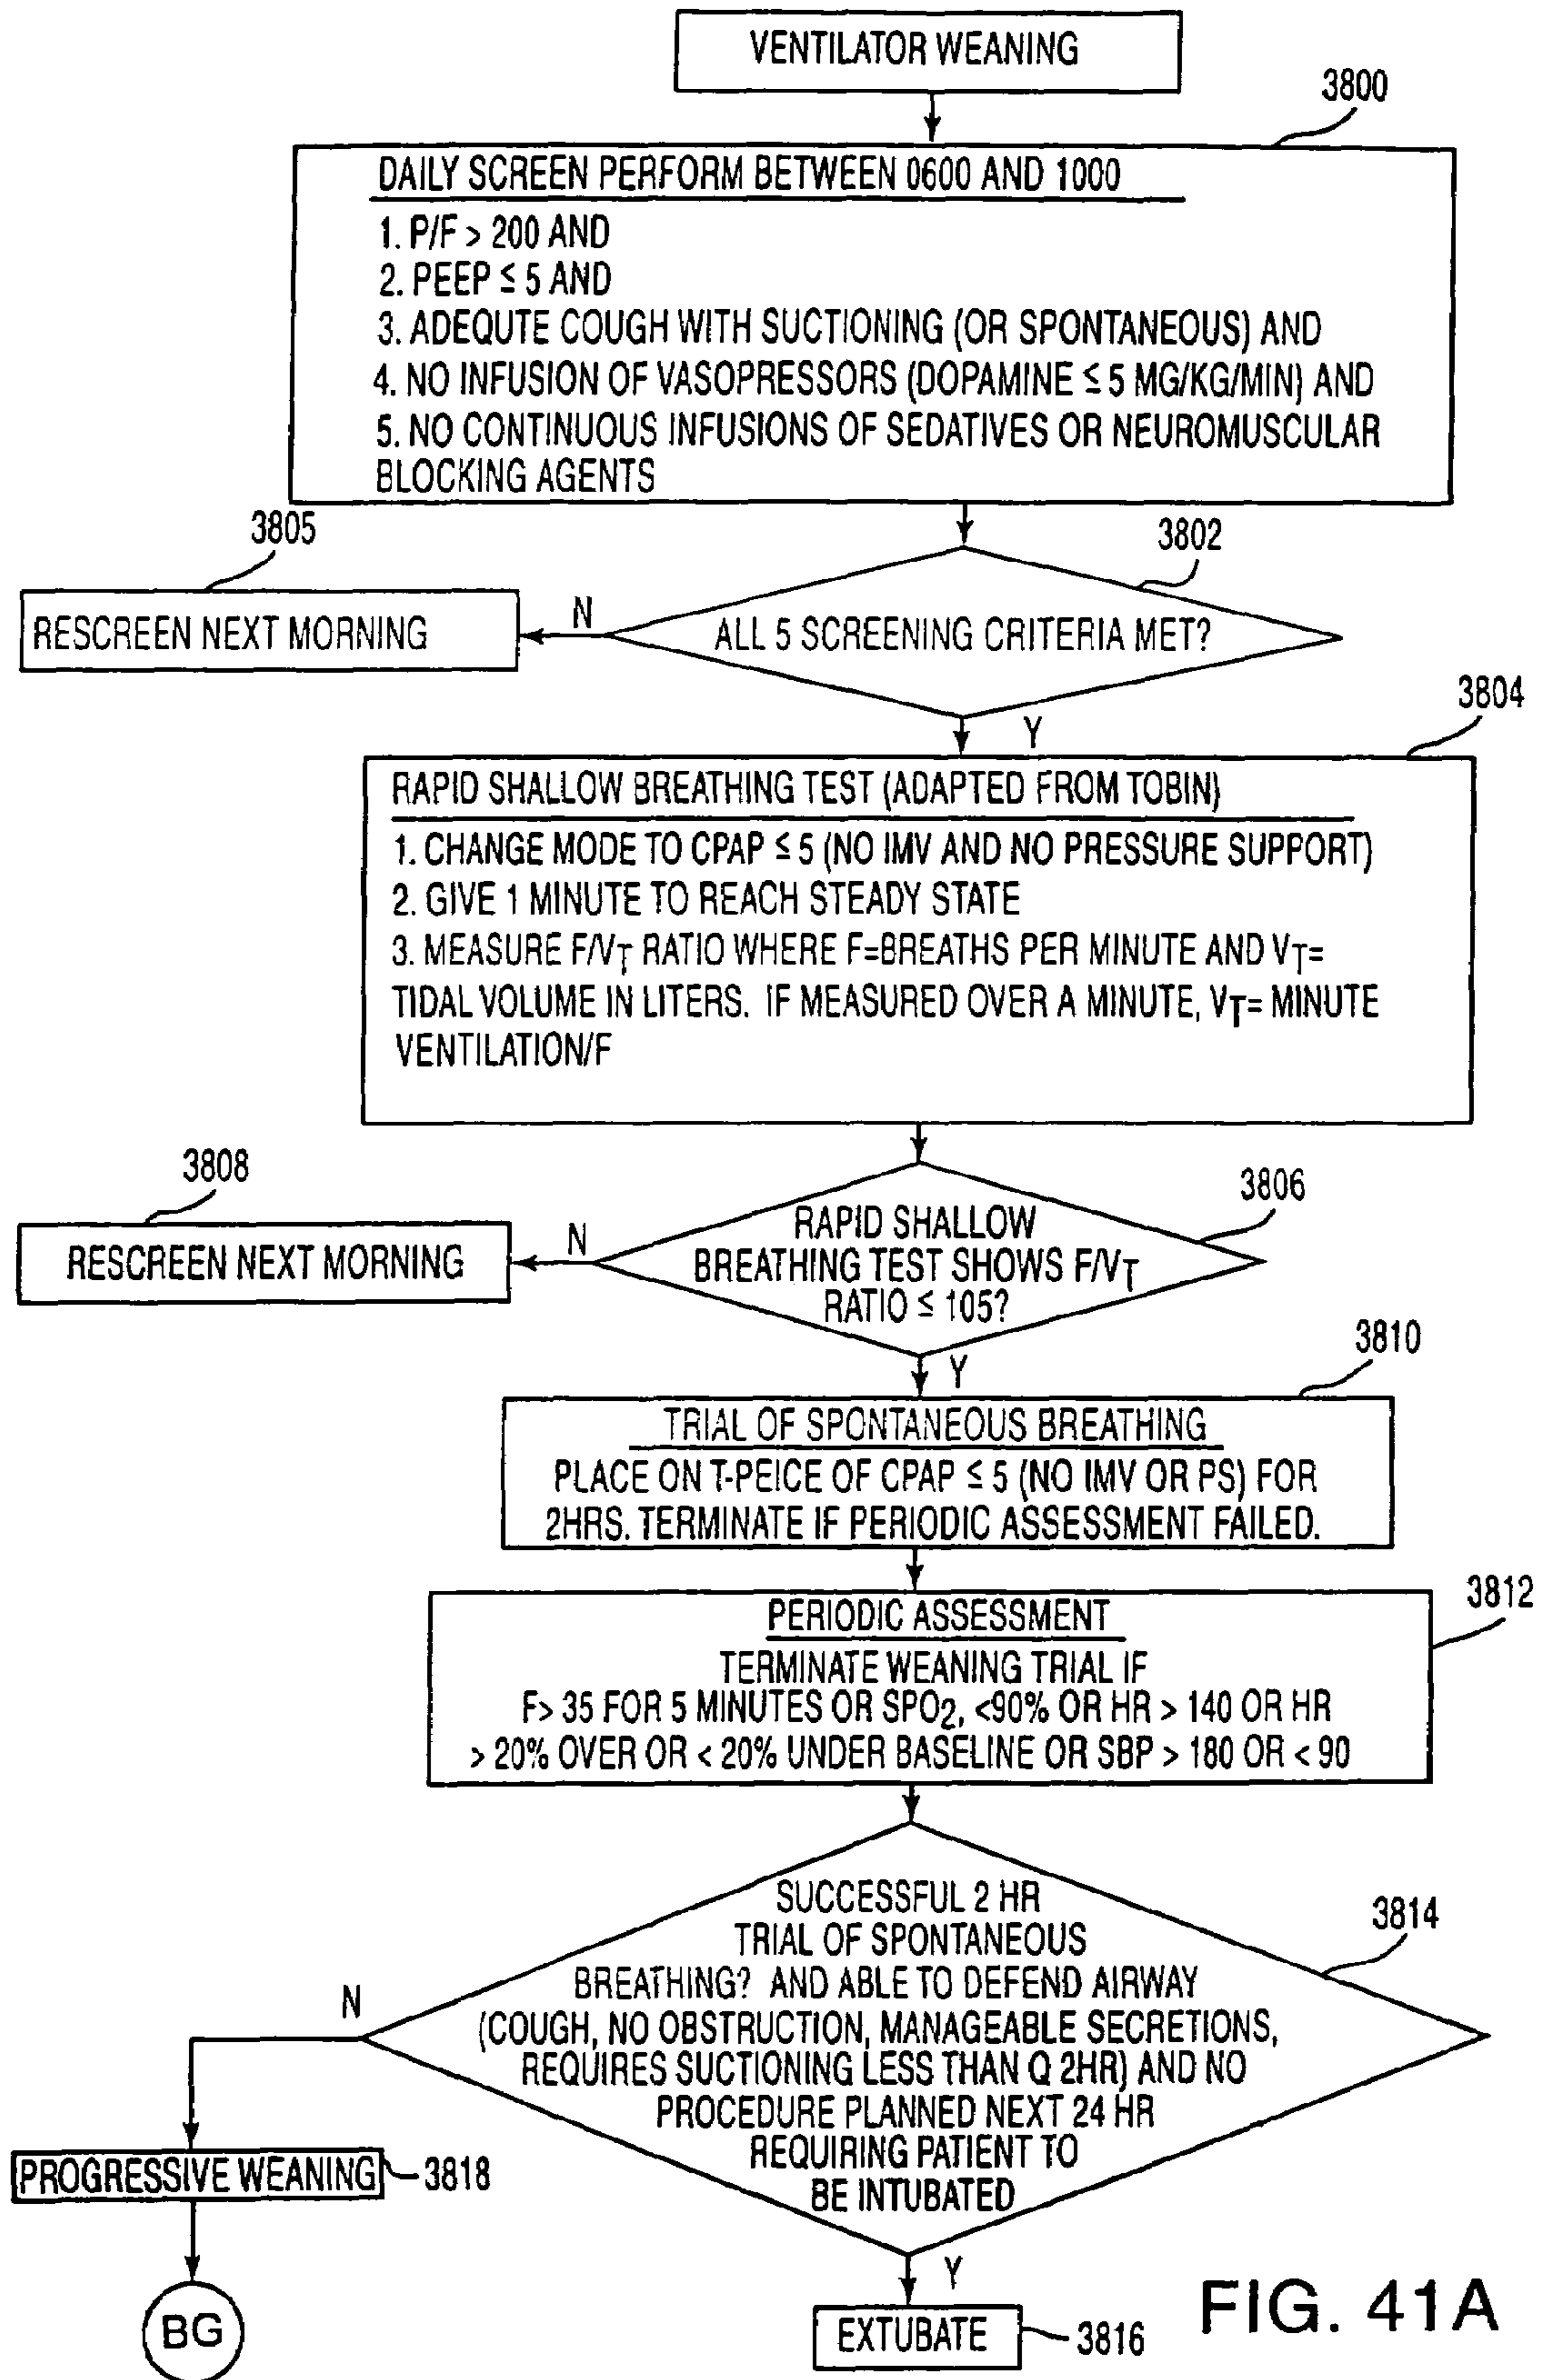 VENTILATOR WEANING
3800
DAILY SCREEN PERFORM BETWEEN 0600 AND 1000
1. P/F > 200 AND
2. PEEP ≤ 5 AND
3. ADEQUTE COUGH WITH SUCTIONING (OR SPONTANEOUS) AND
4. NO INFUSION OF VASOPRESSORS (DOPAMINE ≤ 5 MG/KG/MIN) AND
5. NO CONTINUOUS INFUSIONS OF SEDATIVES OR NEUROMUSCULAR
BLOCKING AGENTS
3805
3802
RESCREEN NEXT MORNING
N
ALL 5 SCREENING CRITERIA MET?
Y
3804
RAPID SHALLOW BREATHING TEST (ADAPTED FROM TOBIN)
1. CHANGE MODE TO CPAP ≤ 5 (NO IMV AND NO PRESSURE SUPPORT)
2. GIVE 1 MINUTE TO REACH STEADY STATE
3. MEASURE F/VT RATIO WHERE F=BREATHS PER MINUTE AND VT=
TIDAL VOLUME IN LITERS. IF MEASURED OVER A MINUTE, VT= MINUTE
VENTILATION/F
3808
3806
RESCREEN NEXT MORNING
N
RAPID SHALLOW
BREATHING TEST SHOWS F/VT
RATIO ≤ 105?
Y
3810
TRIAL OF SPONTANEOUS BREATHING
PLACE ON T-PEICE OF CPAP ≤ 5 (NO IMV OR PS) FOR
2HRS. TERMINATE IF PERIODIC ASSESSMENT FAILED.
3812
PERIODIC ASSESSMENT
TERMINATE WEANING TRIAL IF
F> 35 FOR 5 MINUTES OR SPO2, <90% OR HR > 140 OR HR
> 20% OVER OR < 20% UNDER BASELINE OR SBP > 180 OR < 90
3814
SUCCESSFUL 2 HR
TRIAL OF SPONTANEOUS
BREATHING? AND ABLE TO DEFEND AIRWAY
(COUGH, NO OBSTRUCTION, MANAGEABLE SECRETIONS,
REQUIRES SUCTIONING LESS THAN Q 2HR) AND NO
PROCEDURE PLANNED NEXT 24 HR
REQUIRING PATIENT TO
BE INTUBATED
N
PROGRESSIVE WEANING
3818
BG
Y
EXTUBATE
3816
FIG. 41A